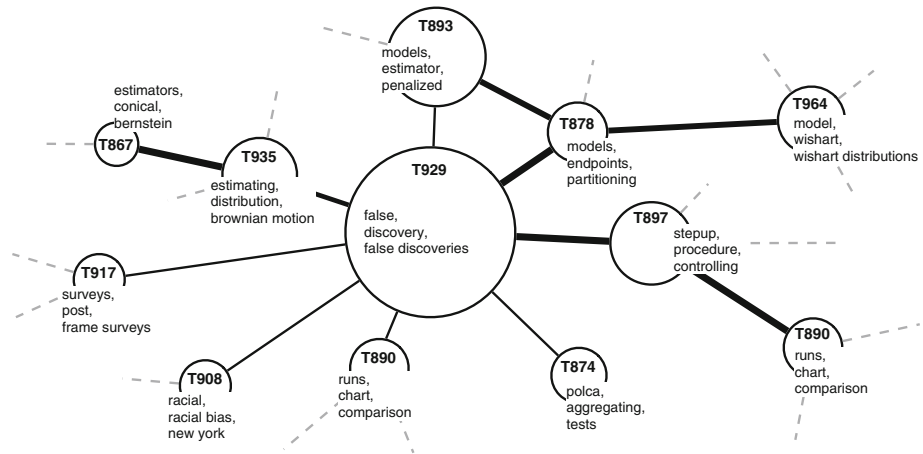 T893
models,
estimator,
penalized
estimators,
conical,
bernstein
T867
T935
estimating,
distribution,
brownian motion
T878
models,
endpoints,
partitioning
T964
model,
wishart,
wishart distributions
T929
false,
discovery,
false discoveries
T897
stepup,
procedure,
controlling
T917
surveys,
post,
frame surveys
T908
racial,
racial bias,
new york
T890
runs,
chart,
comparison
T874
polca,
aggregating,
tests
T890
runs,
chart,
comparison